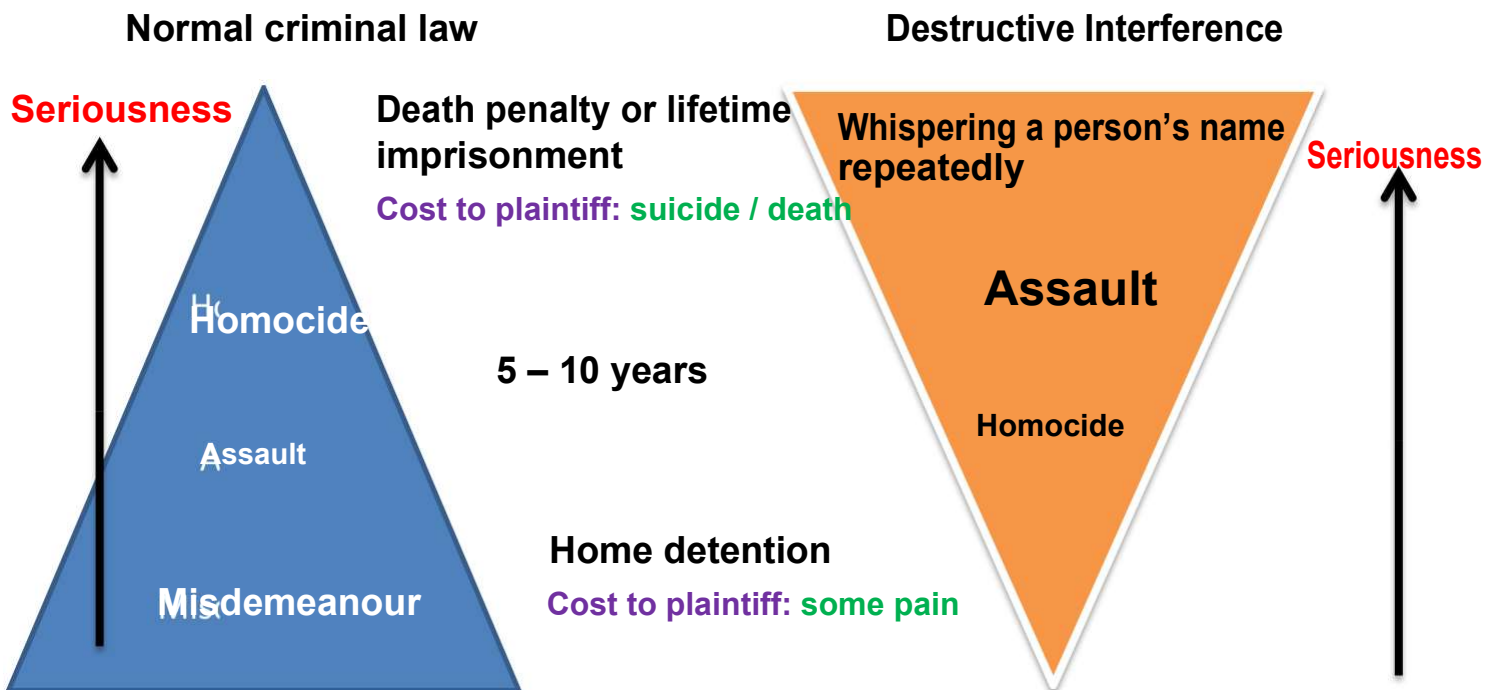 Normal criminal law
Destructive Interference
Seriousness
Death penalty or lifetime
imprisonment
Cost to plaintiff: suicide / death
Whispering a person’s name
repeatedly
Seriousness
Homocide
Assault
5 – 10 years
Assault
Homocide
Home detention
Misdemeanour
Cost to plaintiff: some pain